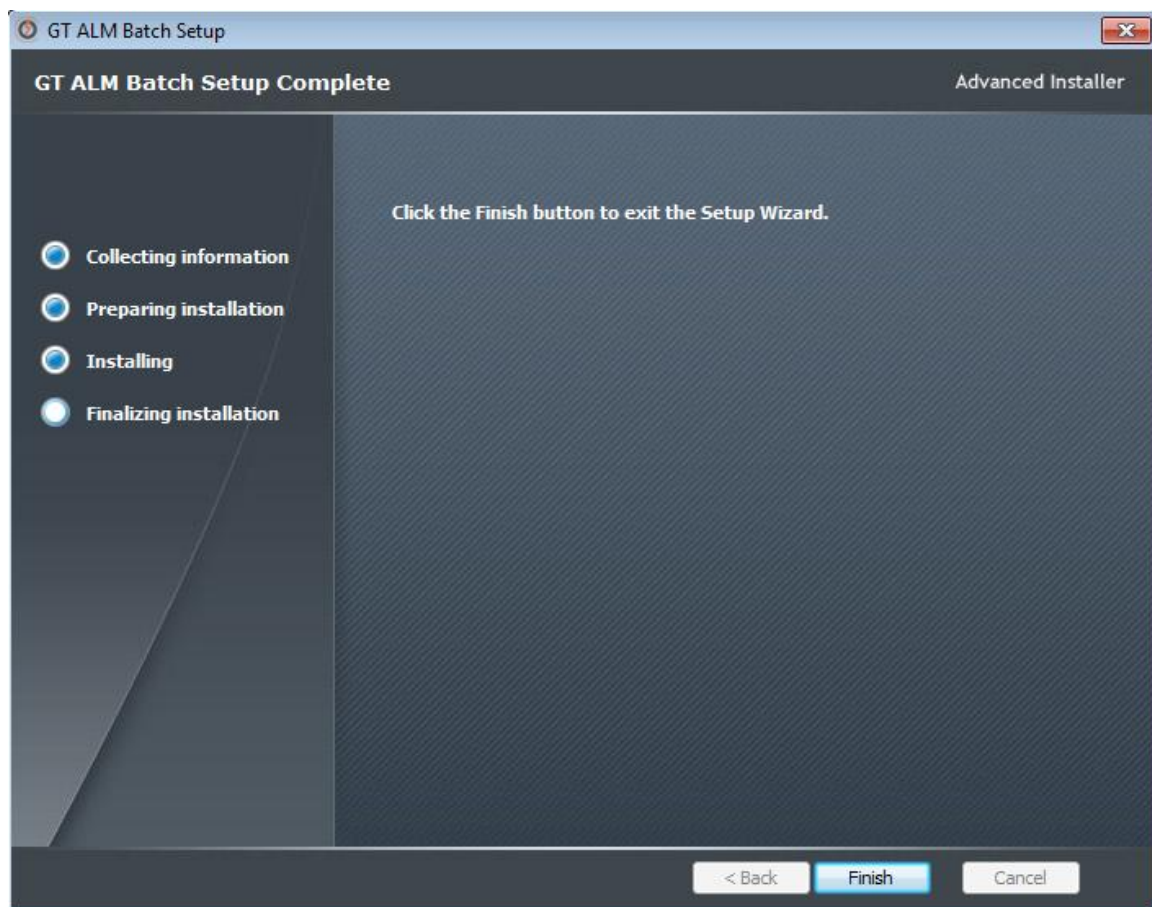 GT ALM Batch Setup
GT ALM Batch Setup Complete
Advanced Installer
Click the Finish button to exit the Setup Wizard.
Collecting information
Preparing installation
Installing
Finalizing installation
< Back
Finish
Cancel